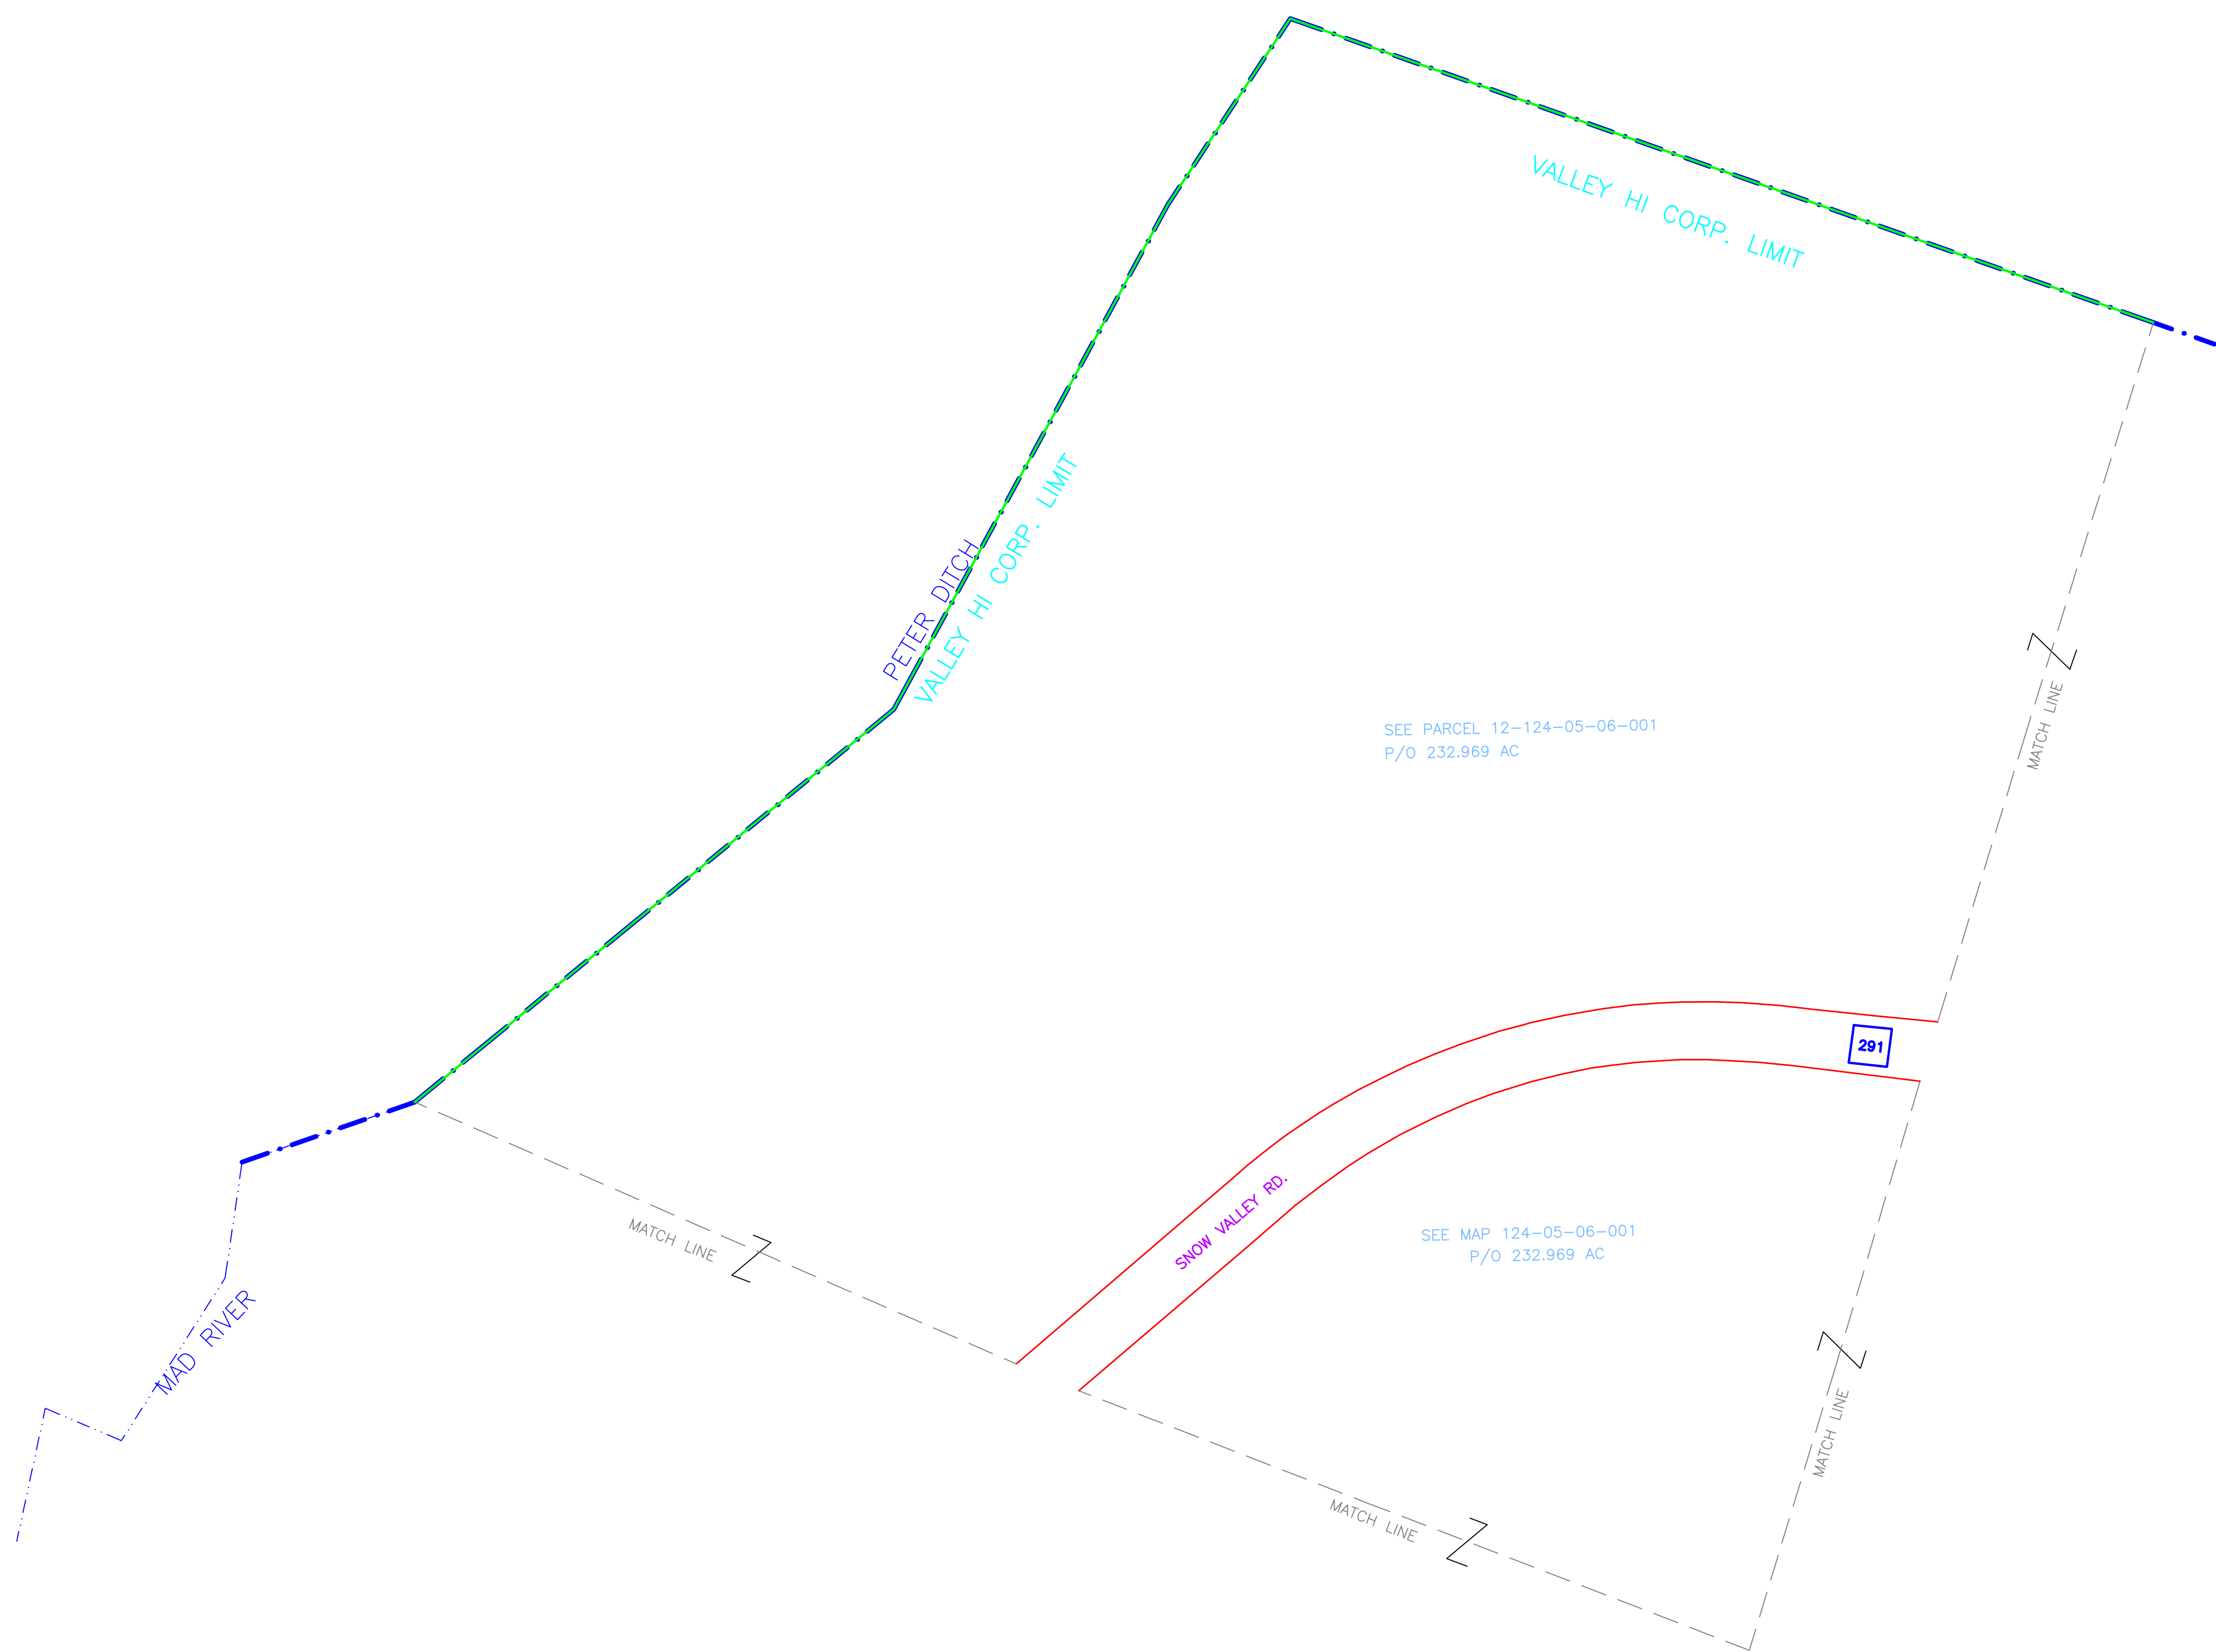 VALLEY HI CORP. LIMIT
PETER DITCH
VALLEY HI CORP. LIMIT
SEE PARCEL 12-124-05-06-001
P/O 232.969 AC
MATCH LINE
291
SNOW VALLEY RD.
SEE MAP 124-05-06-001
P/O 232.969 AC
MATCH LINE
MAD RIVER
MATCH LINE
MATCH LINE